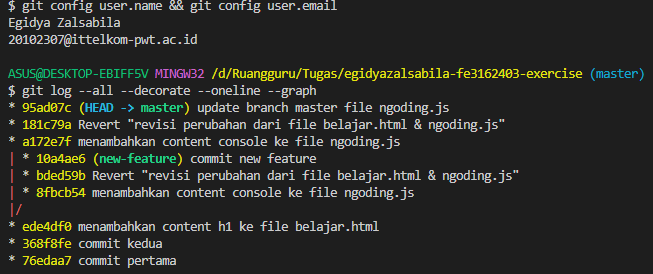 $ git config user.name && git config user.email
Egidya Zalsabila
20102307@ittelkom-pwt.ac.id
ASUS@DESKTOP-EBIFF5V MINGW32 /d/Ruangguru/Tugas/egidyazalsabila-fe3162403-exercise (master)
$ git log --all --decorate --oneline --graph
* 95ad07c (HEAD -> master) update branch master file ngoding.js
* 181c79a Revert "revisi perubahan dari file belajar.html & ngoding.js"
* a172e7f menambahkan content console ke file ngoding.js
| * 10a4ae6 (new-feature) commit new feature
| * bded59b Revert "revisi perubahan dari file belajar.html & ngoding.js"
| * 8fbcb54 menambahkan content console ke file ngoding.js
|/
* ede4df0 menambahkan content h1 ke file belajar.html
* 368f8fe commit kedua
* 76edaa7 commit pertama